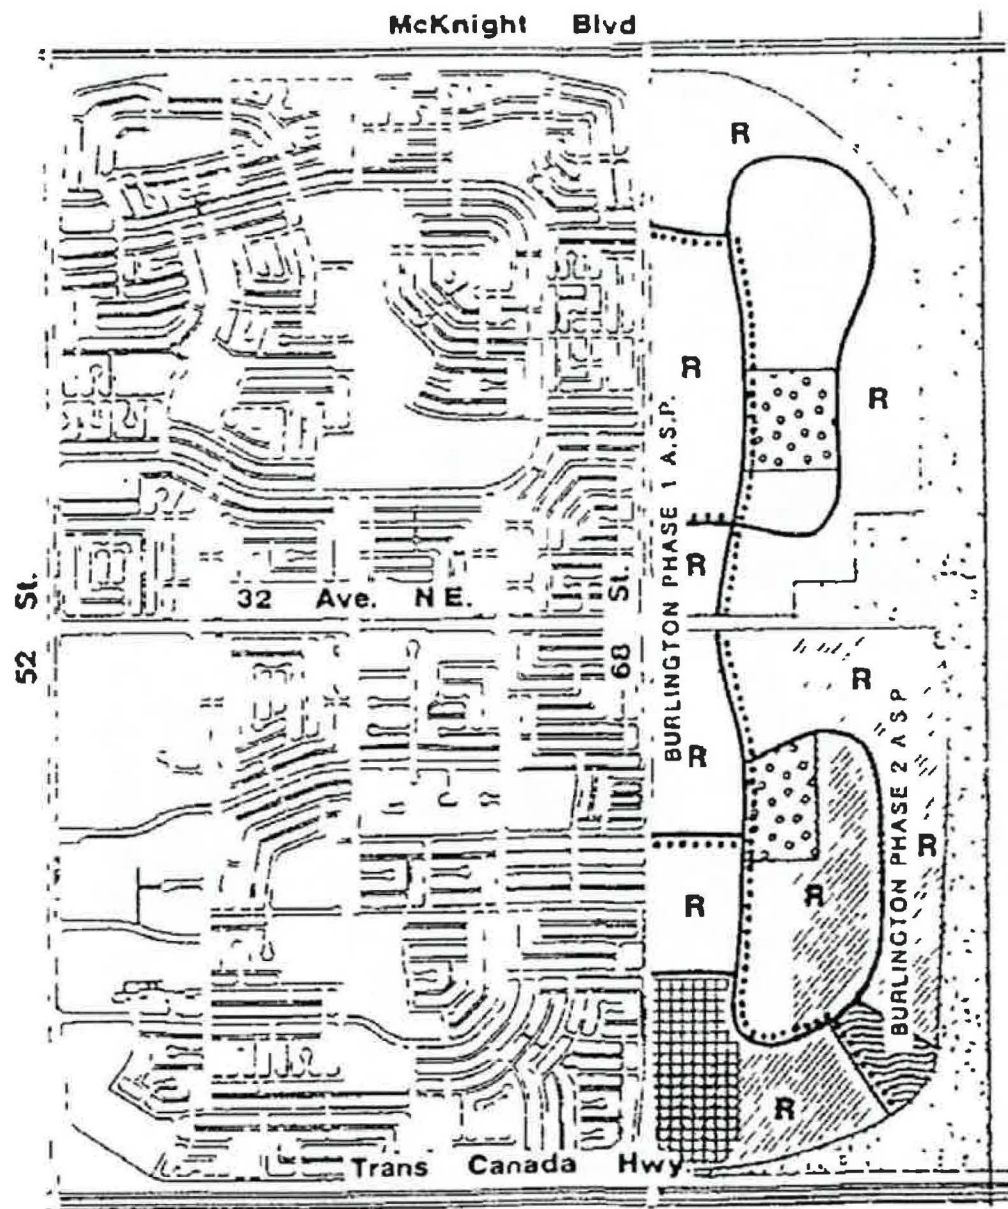 McKnight Blvd
R
R
R
BURLINGTON PHASE 1 A.S.P.
R
32 Ave. N E.
52 St.
68 St.
R
R
BURLINGTON PHASE 2 A S P
R
R
R
R
Trans Canada Hwy.